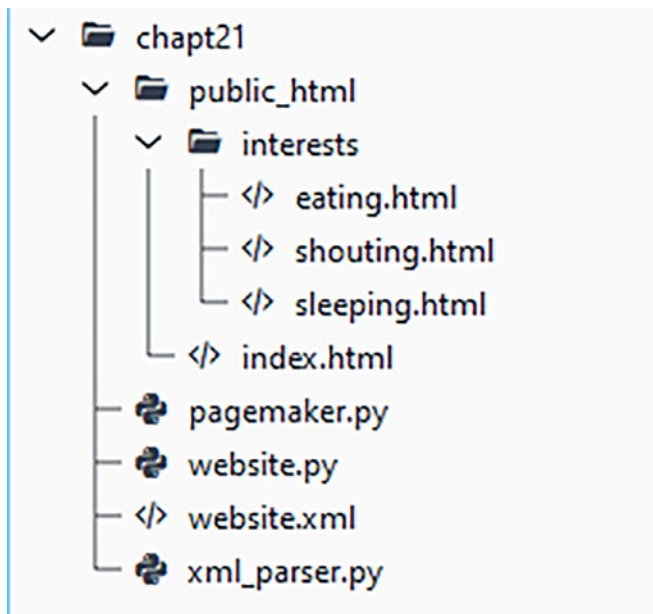 chapt21
public_html
interests
eating.html
shouting.html
sleeping.html
index.html
pagemaker.py
website.py
website.xml
xml_parser.py